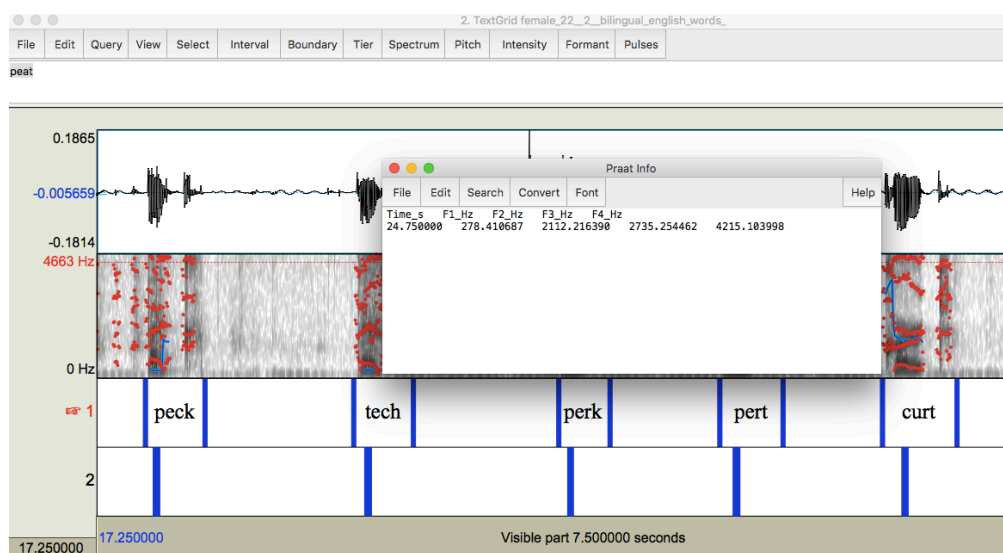 2. TextGrid female_22__2__bilingual_english_words_
File Edit Query View Select Interval Boundary Tier Spectrum Pitch Intensity Formant Pulses
peat
0.1865
-0.005659
-0.1814
4663 Hz
0 Hz
Praat Info
File Edit Search Convert Font Help
Time_s F1_Hz F2_Hz F3_Hz F4_Hz
24.750000 278.410687 2112.216390 2735.254462 4215.103998
1 peck tech perk pert curt
2
17.250000 17.250000 Visible part 7.500000 seconds